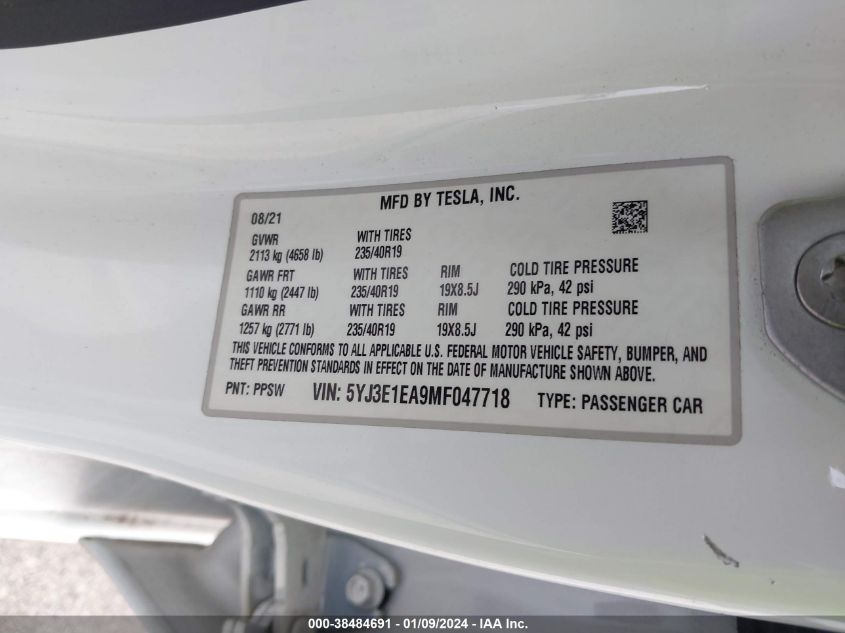 MFD BY TESLA, INC.
08/21
GVWR WITH TIRES
2113 kg (4658 lb) 235/40R19
GAWR FRT WITH TIRES RIM COLD TIRE PRESSURE
1110 kg (2447 lb) 235/40R19 19X8.5J 290 kPa, 42 psi
GAWR RR WITH TIRES RIM COLD TIRE PRESSURE
1257 kg (2771 lb) 235/40R19 19X8.5J 290 kPa, 42 psi
THIS VEHICLE CONFORMS TO ALL APPLICABLE U.S. FEDERAL MOTOR VEHICLE SAFETY, BUMPER, AND
THEFT PREVENTION STANDARDS IN EFFECT ON THE DATE OF MANUFACTURE SHOWN ABOVE.
PNT: PPSW VIN: 5YJ3E1EA9MF047718 TYPE: PASSENGER CAR
000-38484691 - 01/09/2024 - IAA Inc.